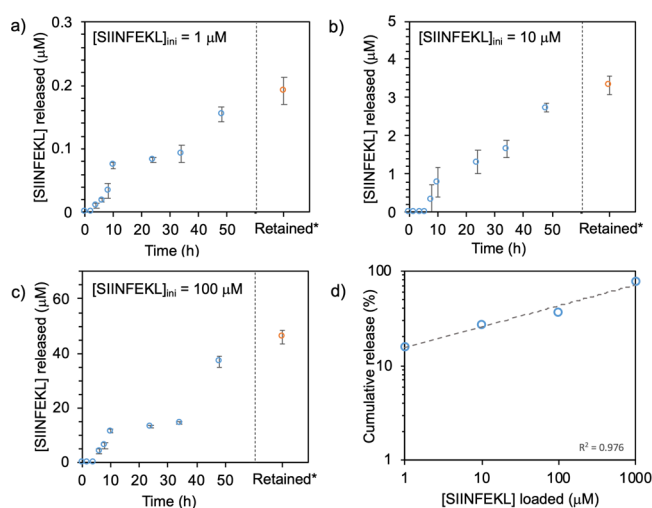 a)
[SIINFEKL]ini = 1 μM
[SIINFEKL] released (μM)
0.3
0.2
0.1
0
0 10 20 30 40 50 Retained*
Time (h)
b)
[SIINFEKL]ini = 10 μM
[SIINFEKL] released (μM)
5
4
3
2
1
0
0 10 20 30 40 50 Retained*
Time (h)
c)
[SIINFEKL]ini = 100 μM
[SIINFEKL] released (μM)
60
40
20
0
0 10 20 30 40 50 Retained*
Time (h)
d)
Cumulative release (%)
100
10
1
R² = 0.976
1 10 100 1000
[SIINFEKL] loaded (μM)